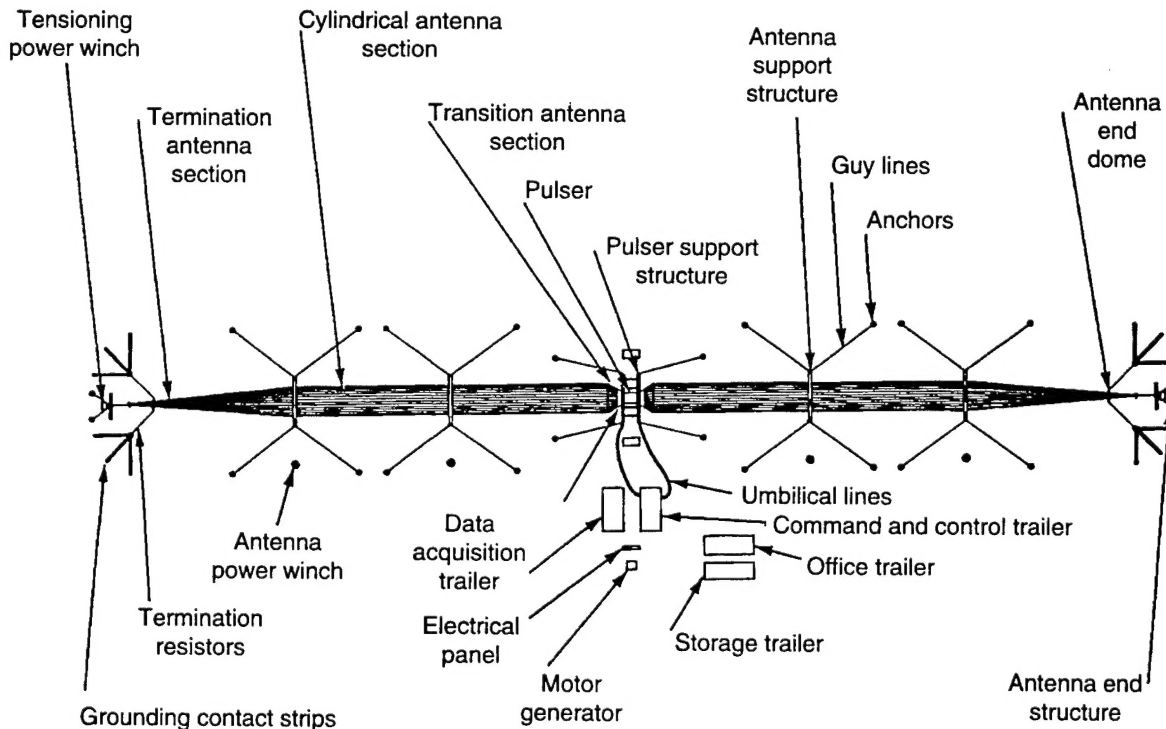 Tensioning
power winch
Cylindrical antenna
section
Antenna
support
structure
Termination
antenna
section
Transition antenna
section
Antenna
end
dome
Pulser
Guy lines
Anchors
Pulser support
structure
Umbilical lines
Data
acquisition
trailer
Command and control trailer
Antenna
power winch
Office trailer
Termination
resistors
Electrical
panel
Storage trailer
Motor
generator
Antenna end
structure
Grounding contact strips